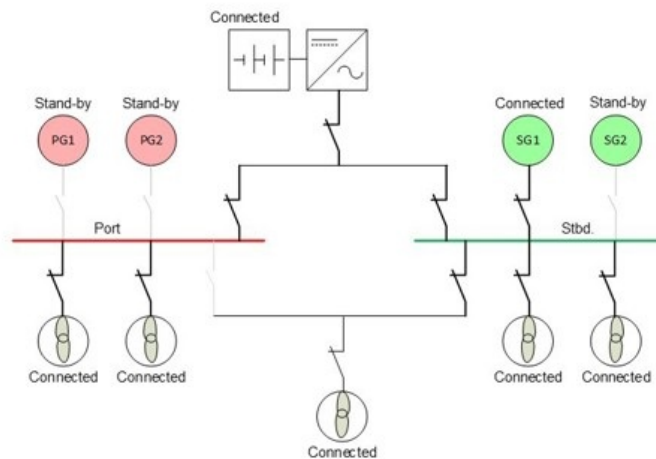 Connected
Stand-by
Stand-by
Connected
Stand-by
PG1
PG2
SG1
SG2
Port
Stbd.
Connected
Connected
Connected
Connected
Connected